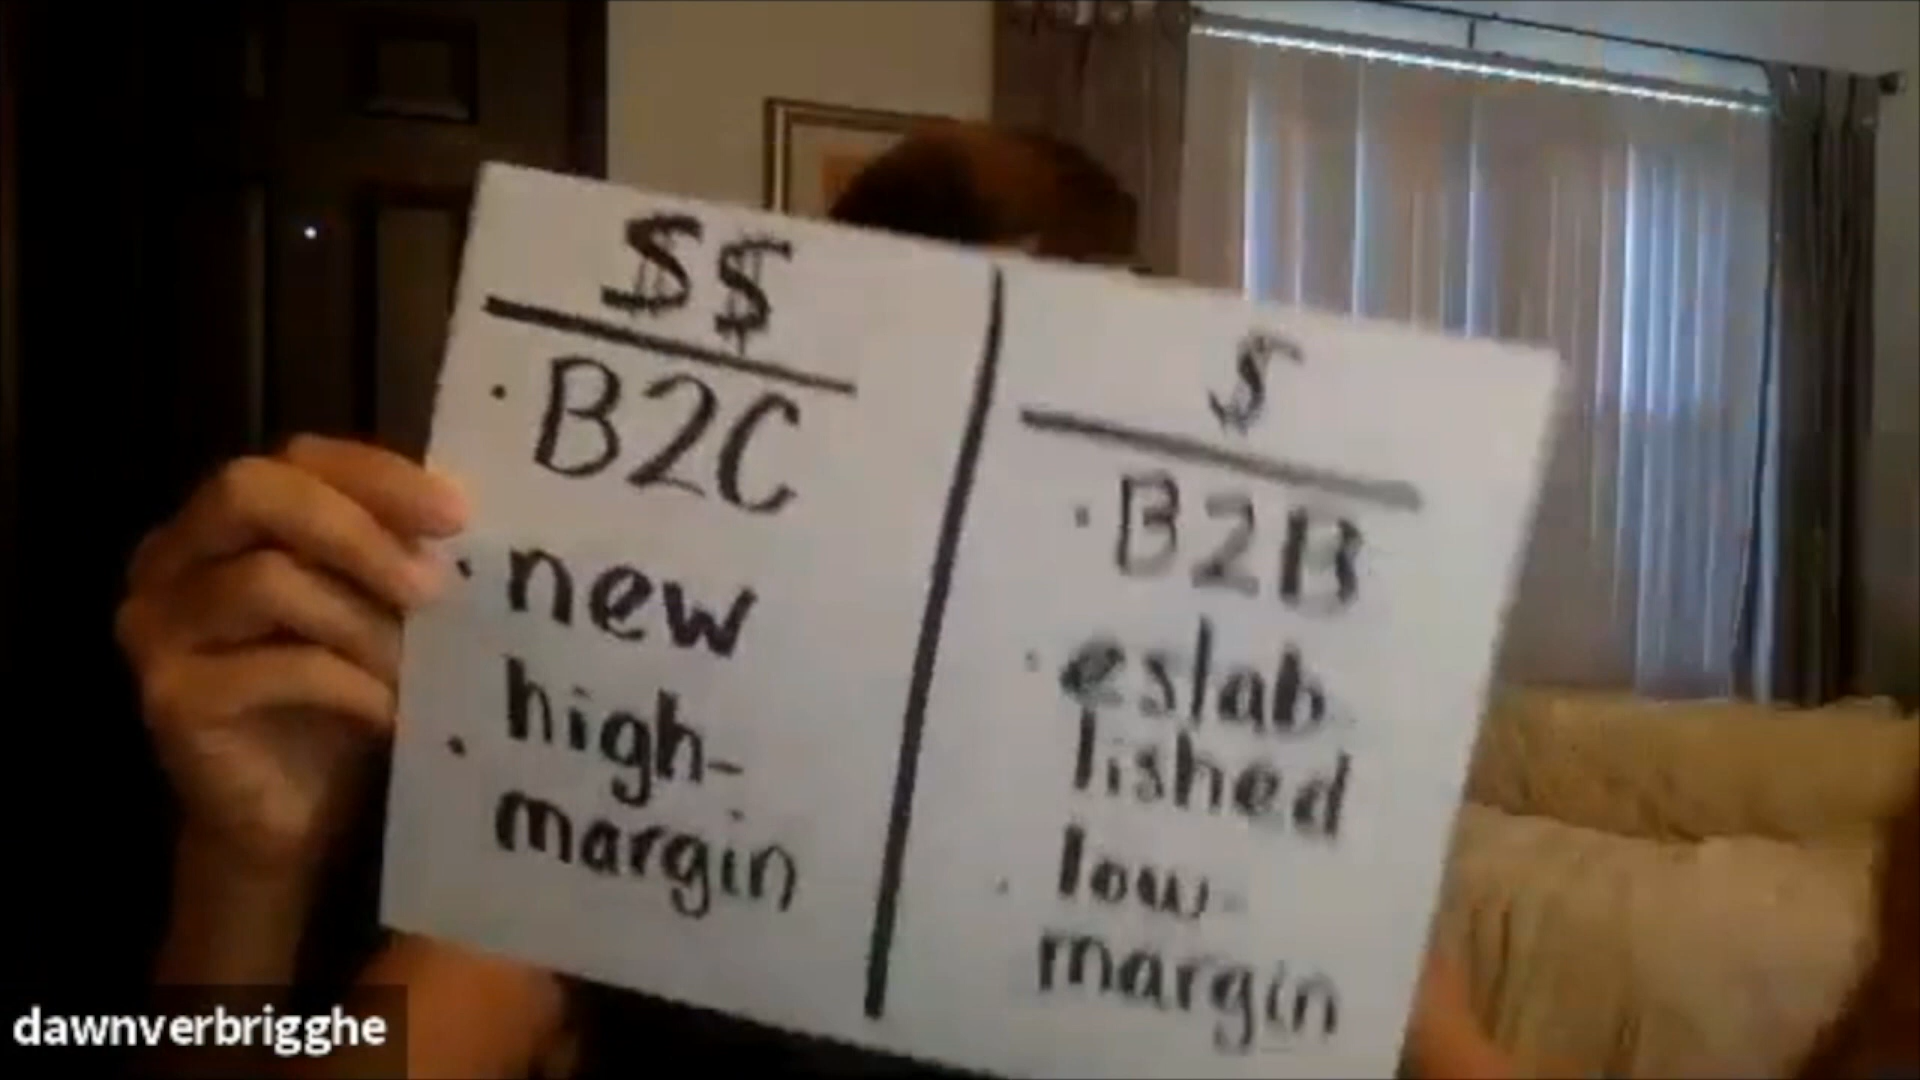 $$
· B2C
· new
· high-
margin
$
· B2B
· estab
lished
· low-
margin
dawnverbrigghe